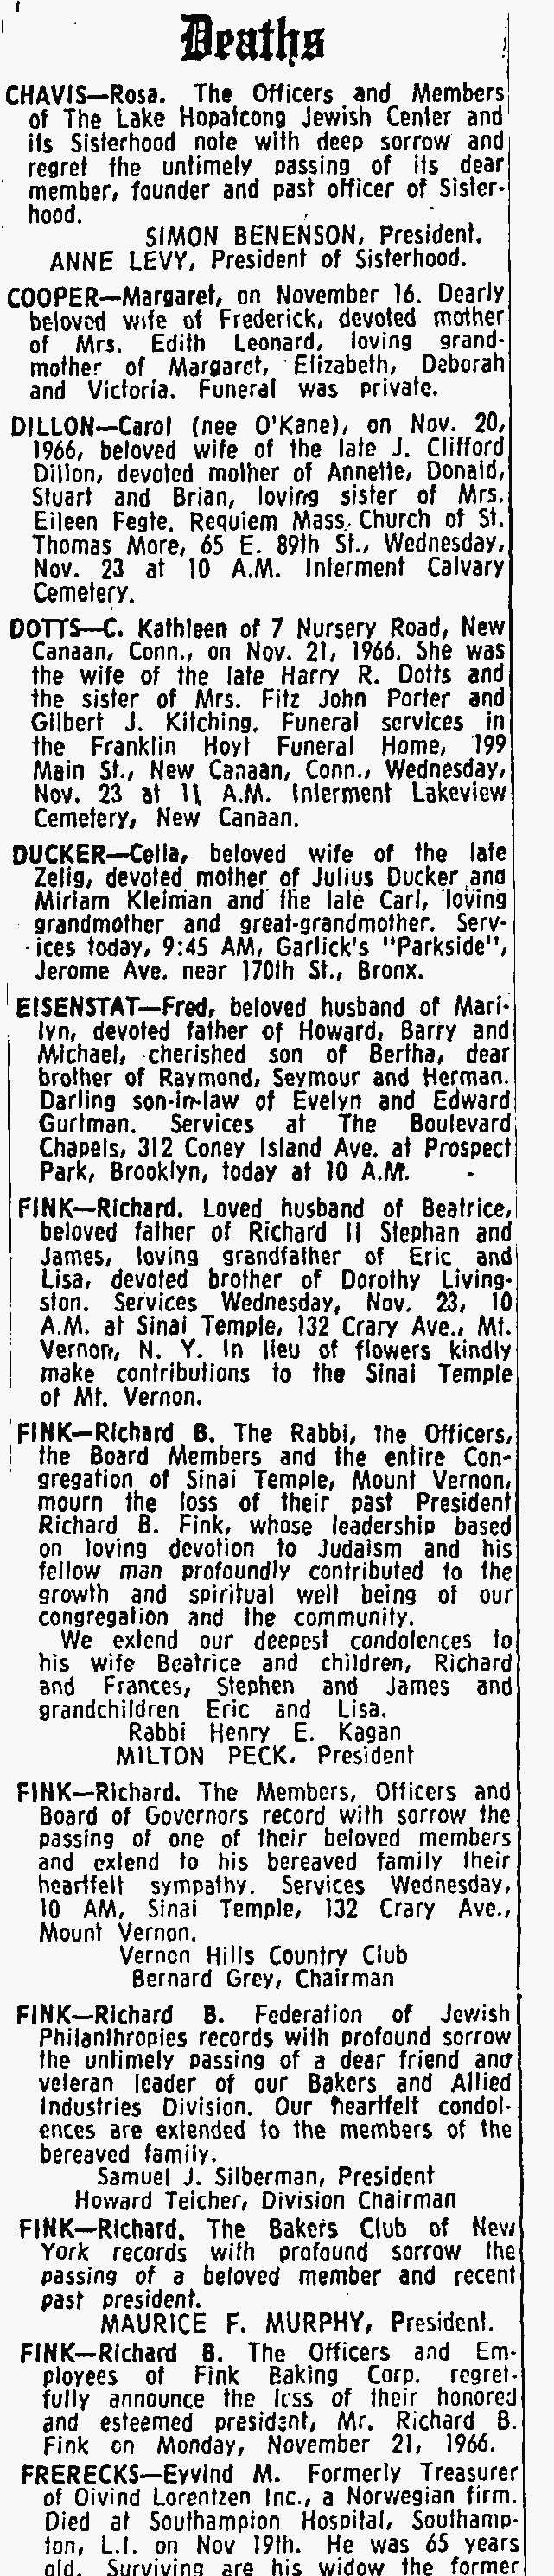 Deaths
CHAVIS—Rosa. The Officers and Members
of The Lake Hopatcong Jewish Center and
its Sisterhood note with deep sorrow and
regret the untimely passing of its dear
member, founder and past officer of Sister-
hood.
SIMON BENENSON, President.
ANNE LEVY, President of Sisterhood.
COOPER—Margaret, on November 16. Dearly
beloved wife of Frederick, devoted mother
of Mrs. Edith Leonard, loving grand-
mother of Margaret, Elizabeth, Deborah
and Victoria. Funeral was private.
DILLON—Carol (nee O'Kane), on Nov. 20,
1966, beloved wife of the late J. Clifford
Dillon, devoted mother of Annette, Donald,
Stuart and Brian, loving sister of Mrs.
Eileen Fegte. Requiem Mass, Church of St.
Thomas More, 65 E. 89th St., Wednesday,
Nov. 23 at 10 A.M. Interment Calvary
Cemetery.
DOTTS—C. Kathleen of 7 Nursery Road, New
Canaan, Conn., on Nov. 21, 1966. She was
the wife of the late Harry R. Dotts and
the sister of Mrs. Fitz John Porter and
Gilbert J. Kitching. Funeral services in
the Franklin Hoyt Funeral Home, 199
Main St., New Canaan, Conn., Wednesday,
Nov. 23 at 11 A.M. Interment Lakeview
Cemetery, New Canaan.
DUCKER—Celia, beloved wife of the late
Zelig, devoted mother of Julius Ducker and
Miriam Kleiman and the late Carl, loving
grandmother and great-grandmother. Serv-
ices today, 9:45 AM, Garlick's "Parkside",
Jerome Ave. near 170th St., Bronx.
EISENSTAT—Fred, beloved husband of Mari-
lyn, devoted father of Howard, Barry and
Michael, cherished son of Bertha, dear
brother of Raymond, Seymour and Herman.
Darling son-in-law of Evelyn and Edward
Gurtman. Services at The Boulevard
Chapels, 312 Coney Island Ave. at Prospect
Park, Brooklyn, today at 10 A.M.
FINK—Richard. Loved husband of Beatrice,
beloved father of Richard II Stephan and
James, loving grandfather of Eric and
Lisa, devoted brother of Dorothy Living-
ston. Services Wednesday, Nov. 23, 10
A.M. at Sinai Temple, 132 Crary Ave., Mt.
Vernon, N. Y. In lieu of flowers kindly
make contributions to the Sinai Temple
of Mt. Vernon.
FINK—Richard B. The Rabbi, the Officers,
the Board Members and the entire Con-
gregation of Sinai Temple, Mount Vernon,
mourn the loss of their past President
Richard B. Fink, whose leadership based
on loving devotion to Judaism and his
fellow man profoundly contributed to the
growth and spiritual well being of our
congregation and the community.
We extend our deepest condolences to
his wife Beatrice and children, Richard
and Frances, Stephen and James and
grandchildren Eric and Lisa.
Rabbi Henry E. Kagan
MILTON PECK, President
FINK—Richard. The Members, Officers and
Board of Governors record with sorrow the
passing of one of their beloved members
and extend to his bereaved family their
heartfelt sympathy. Services Wednesday,
10 AM, Sinai Temple, 132 Crary Ave.,
Mount Vernon.
Vernon Hills Country Club
Bernard Grey, Chairman
FINK—Richard B. Federation of Jewish
Philanthropies records with profound sorrow
the untimely passing of a dear friend and
veteran leader of our Bakers and Allied
Industries Division. Our heartfelt condol-
ences are extended to the members of the
bereaved family.
Samuel J. Silberman, President
Howard Teicher, Division Chairman
FINK—Richard. The Bakers Club of New
York records with profound sorrow the
passing of a beloved member and recent
past president.
MAURICE F. MURPHY, President.
FINK—Richard B. The Officers and Em-
ployees of Fink Baking Corp. regret-
fully announce the loss of their honored
and esteemed president, Mr. Richard B.
Fink on Monday, November 21, 1966.
FRERECKS—Eyvind M. Formerly Treasurer
of Oivind Lorentzen Inc., a Norwegian firm.
Died at Southampton Hospital, Southamp-
ton, L.I. on Nov 19th. He was 65 years
old. Surviving are his widow the former